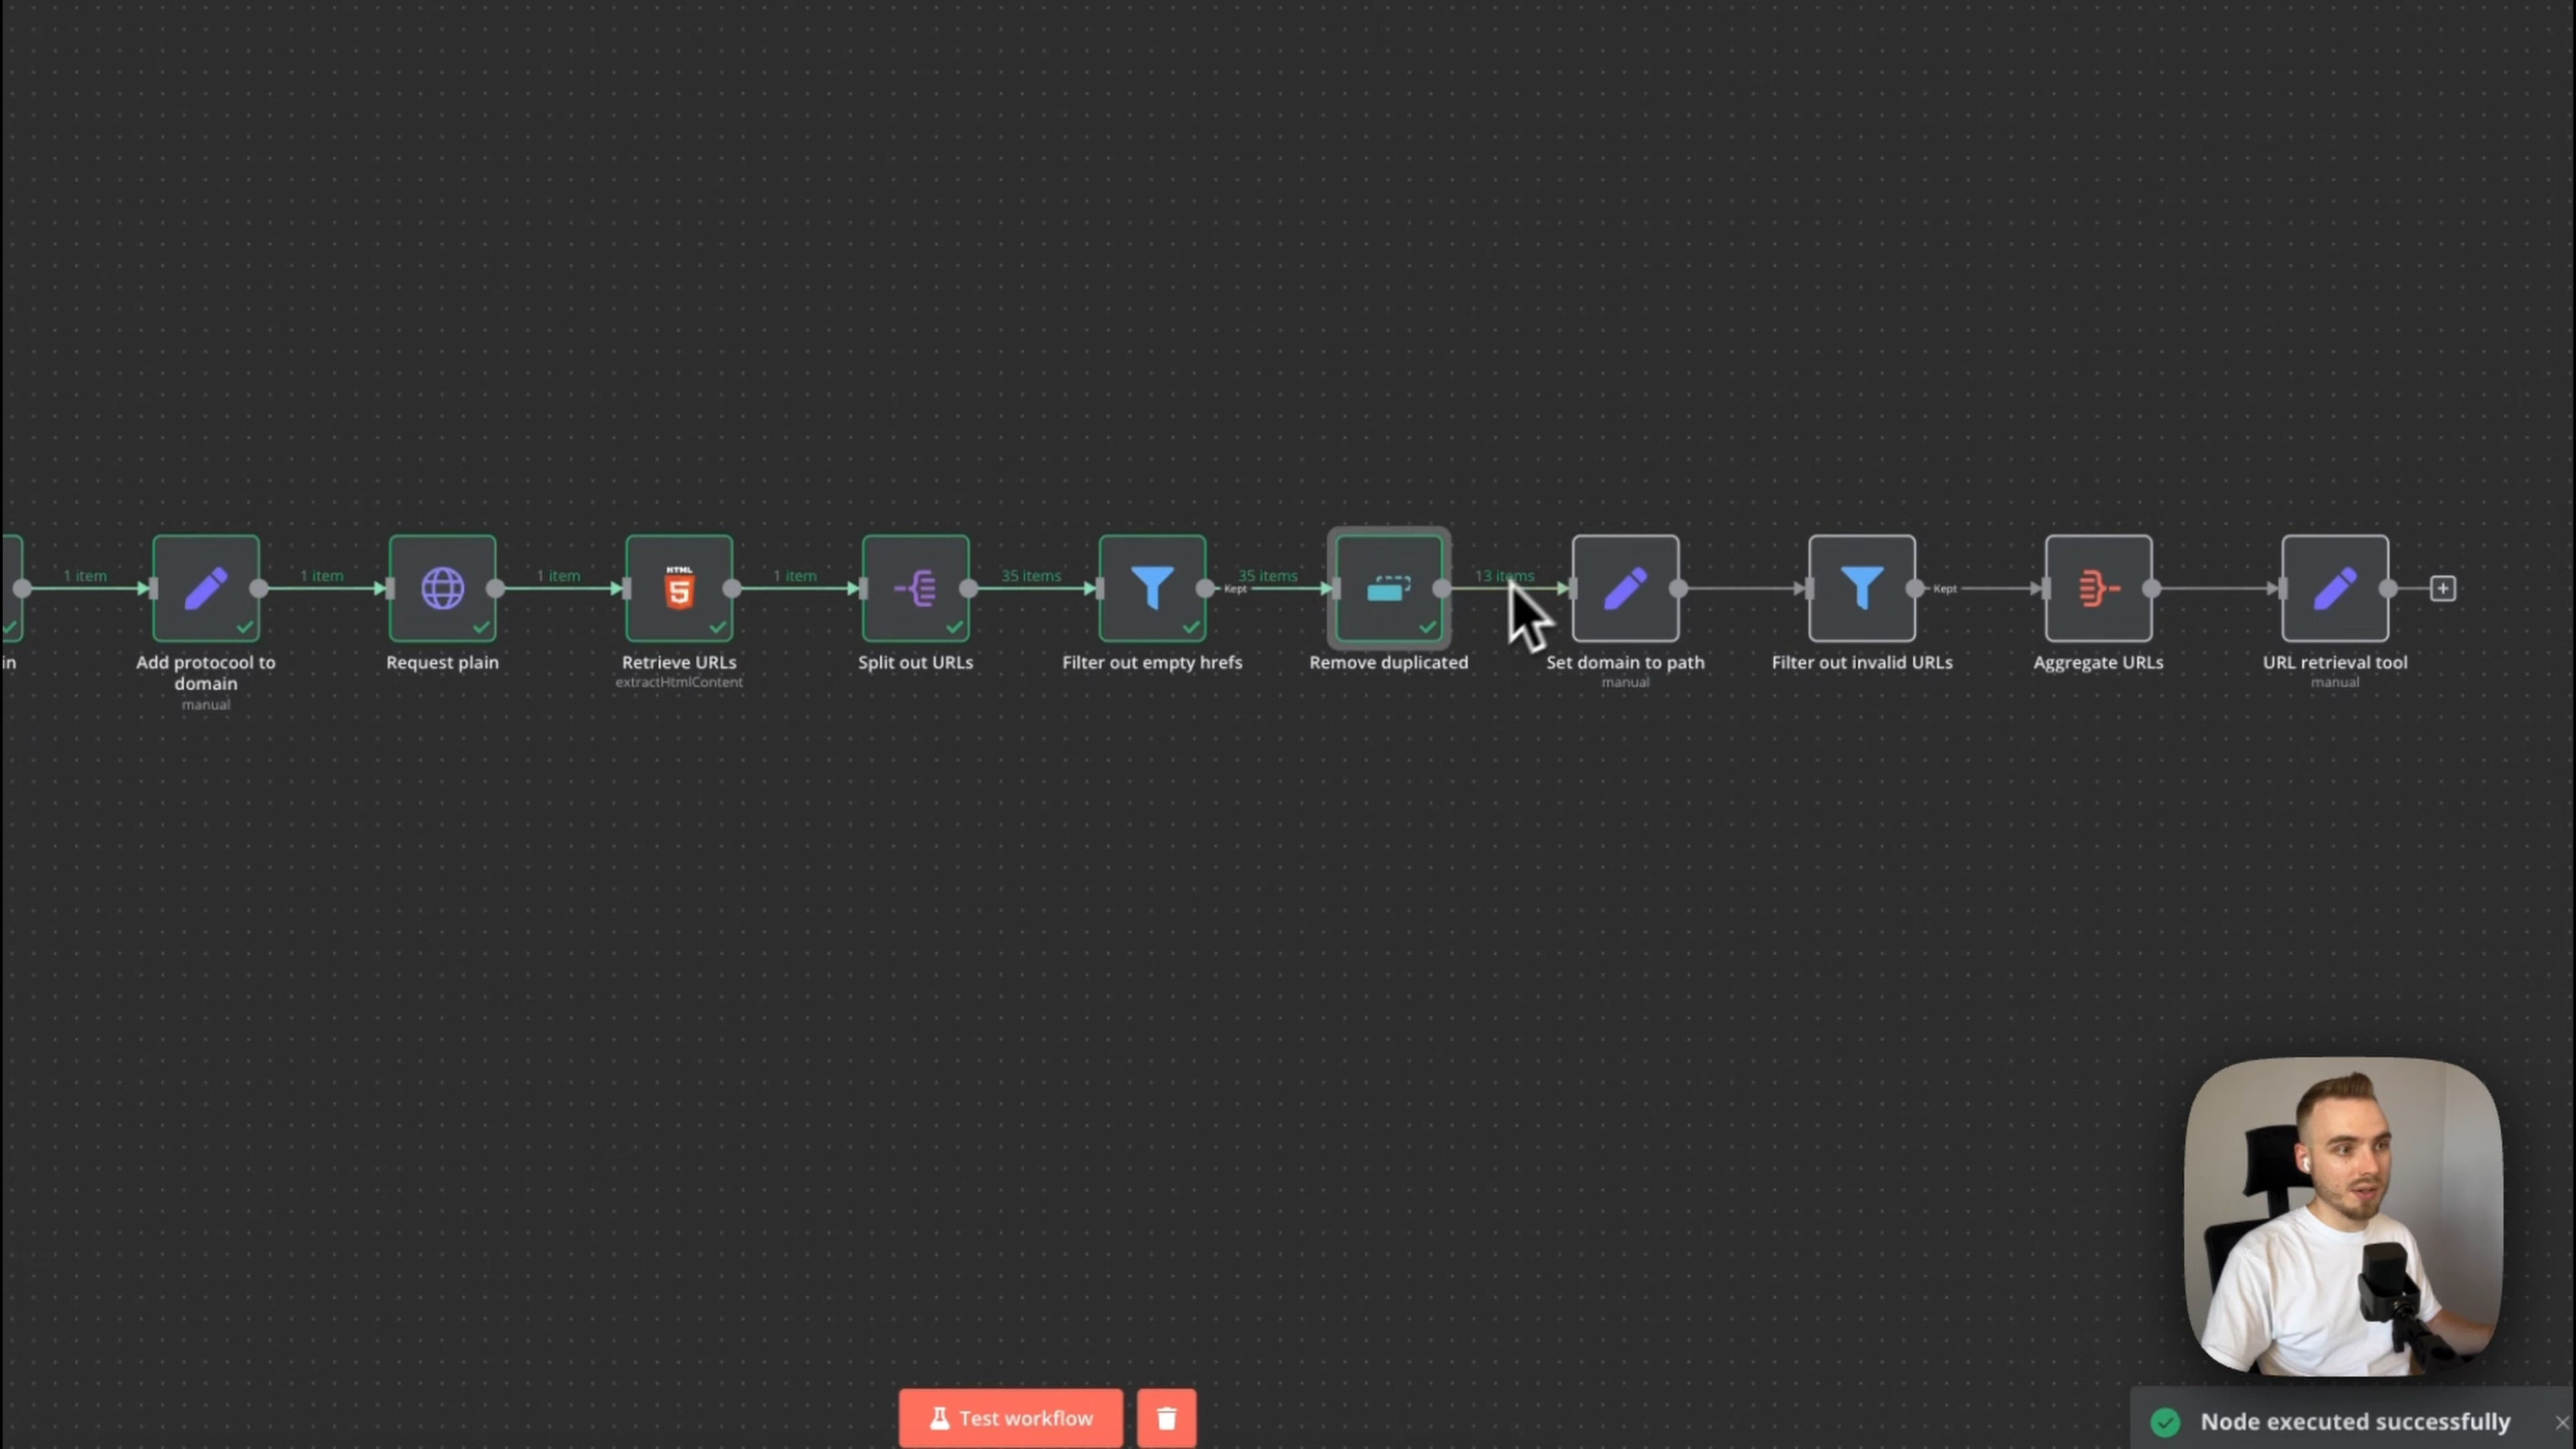 1 item
1 item
1 item
1 item
35 items
35 items
13 items
Kept
Kept
HTML
5
in
Add protocool to
domain
manual
Request plain
Retrieve URLs
extractHtmlContent
Split out URLs
Filter out empty hrefs
Remove duplicated
Set domain to path
manual
Filter out invalid URLs
Aggregate URLs
URL retrieval tool
manual
Test workflow
Node executed successfully